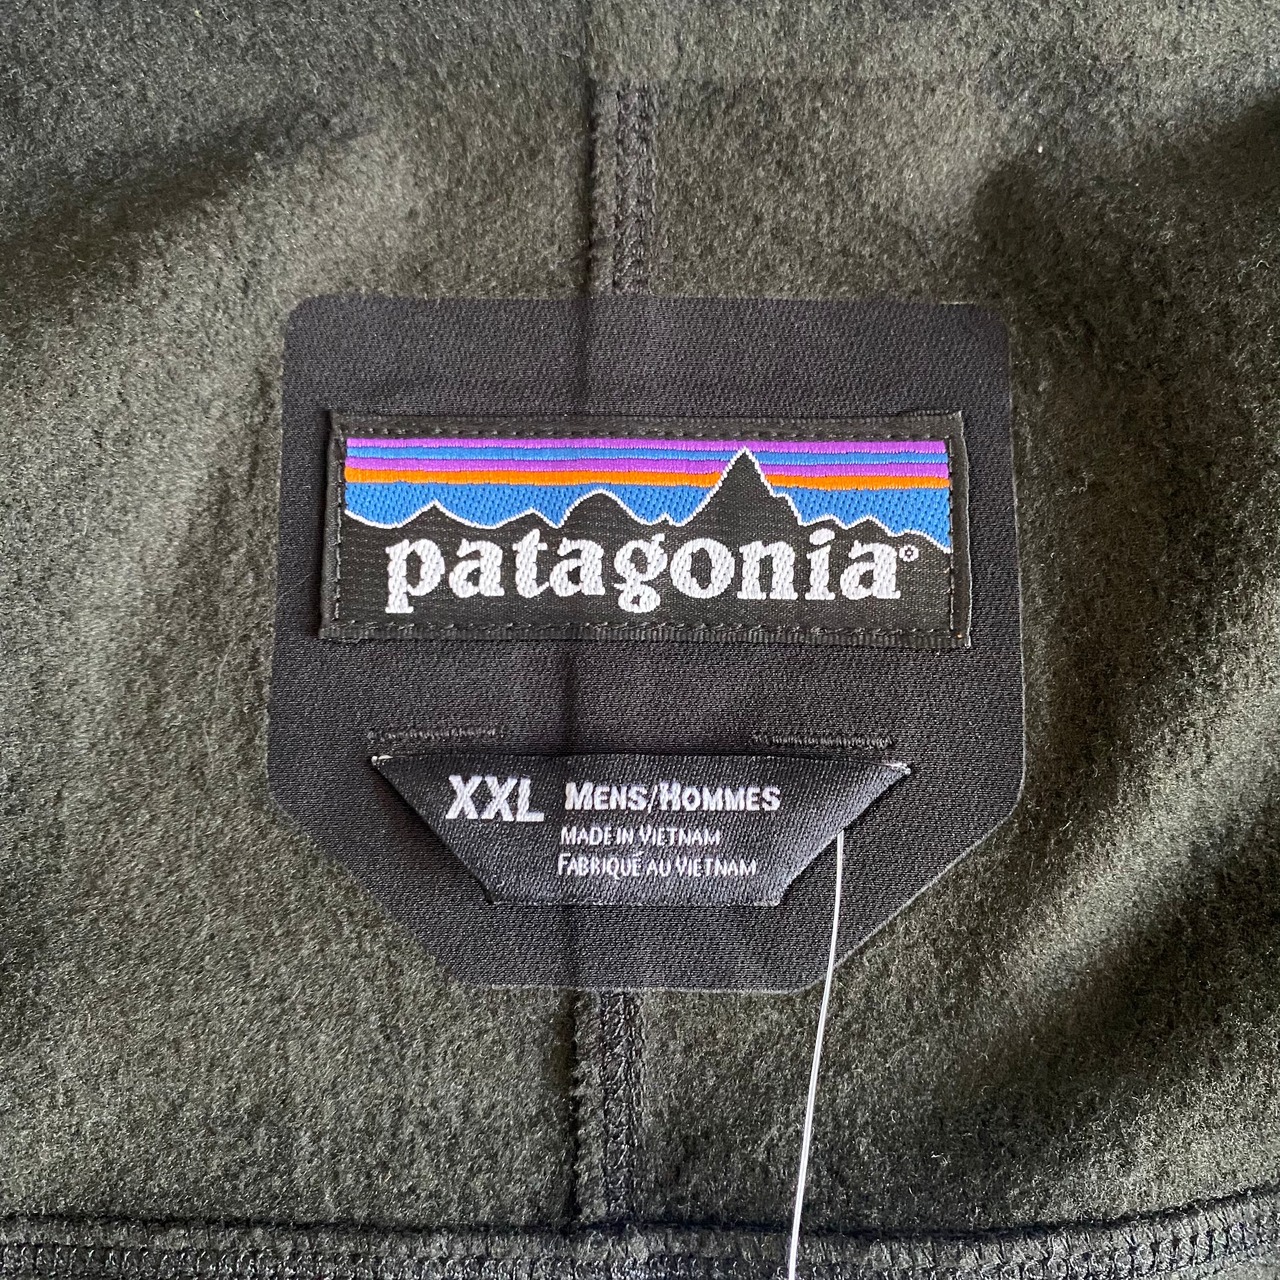 patagonia®
XXL MENS/HOMMES
MADE IN VIETNAM
FABRIQUÉ AU VIETNAM